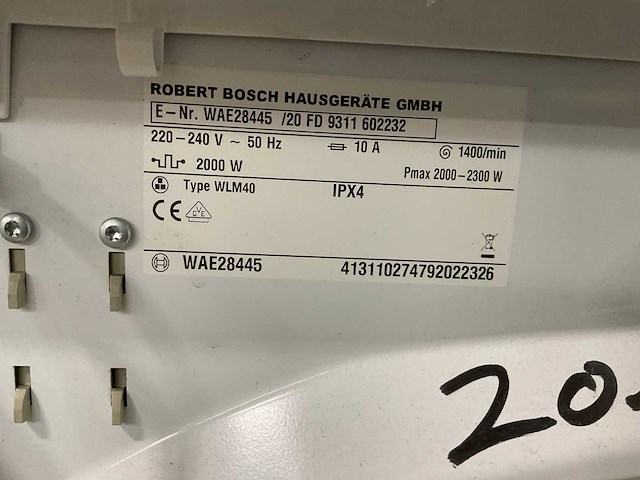 ROBERT BOSCH HAUSGERÄTE GMBH
E-Nr. WAE28445 /20 FD 9311 602232
220-240 V ~ 50 Hz 10 A 1400/min
2000 W Pmax 2000-2300 W
Type WLM40 IPX4
CE VDE
WAE28445 413110274792022326
20